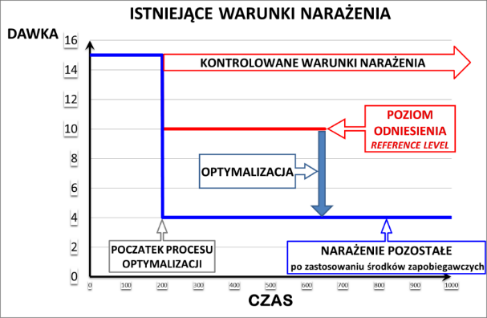 ISTNIEJĄCE WARUNKI NARAŻENIA
DAWKA
16
14
12
10
8
6
4
2
0
KONTROLOWANE WARUNKI NARAŻENIA
POZIOM
ODNIESIENIA
REFERENCE LEVEL
OPTYMALIZACJA
POCZATEK PROCESU
OPTYMALIZACJI
NARAŻENIE POZOSTAŁE
po zastosowaniu środków zapobiegawczych
0 100 200 300 400 500 600 700 800 900 1000
CZAS